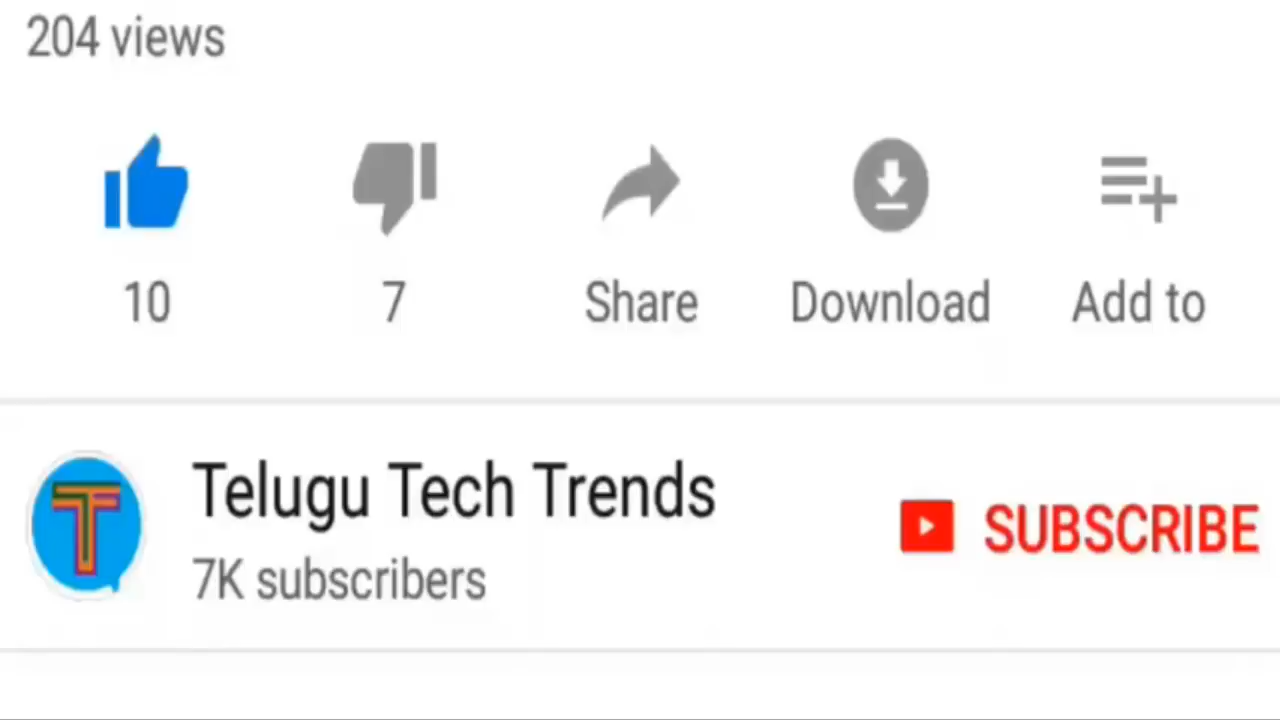 204 views
10 7 Share Download Add to
Telugu Tech Trends
SUBSCRIBE
7K subscribers